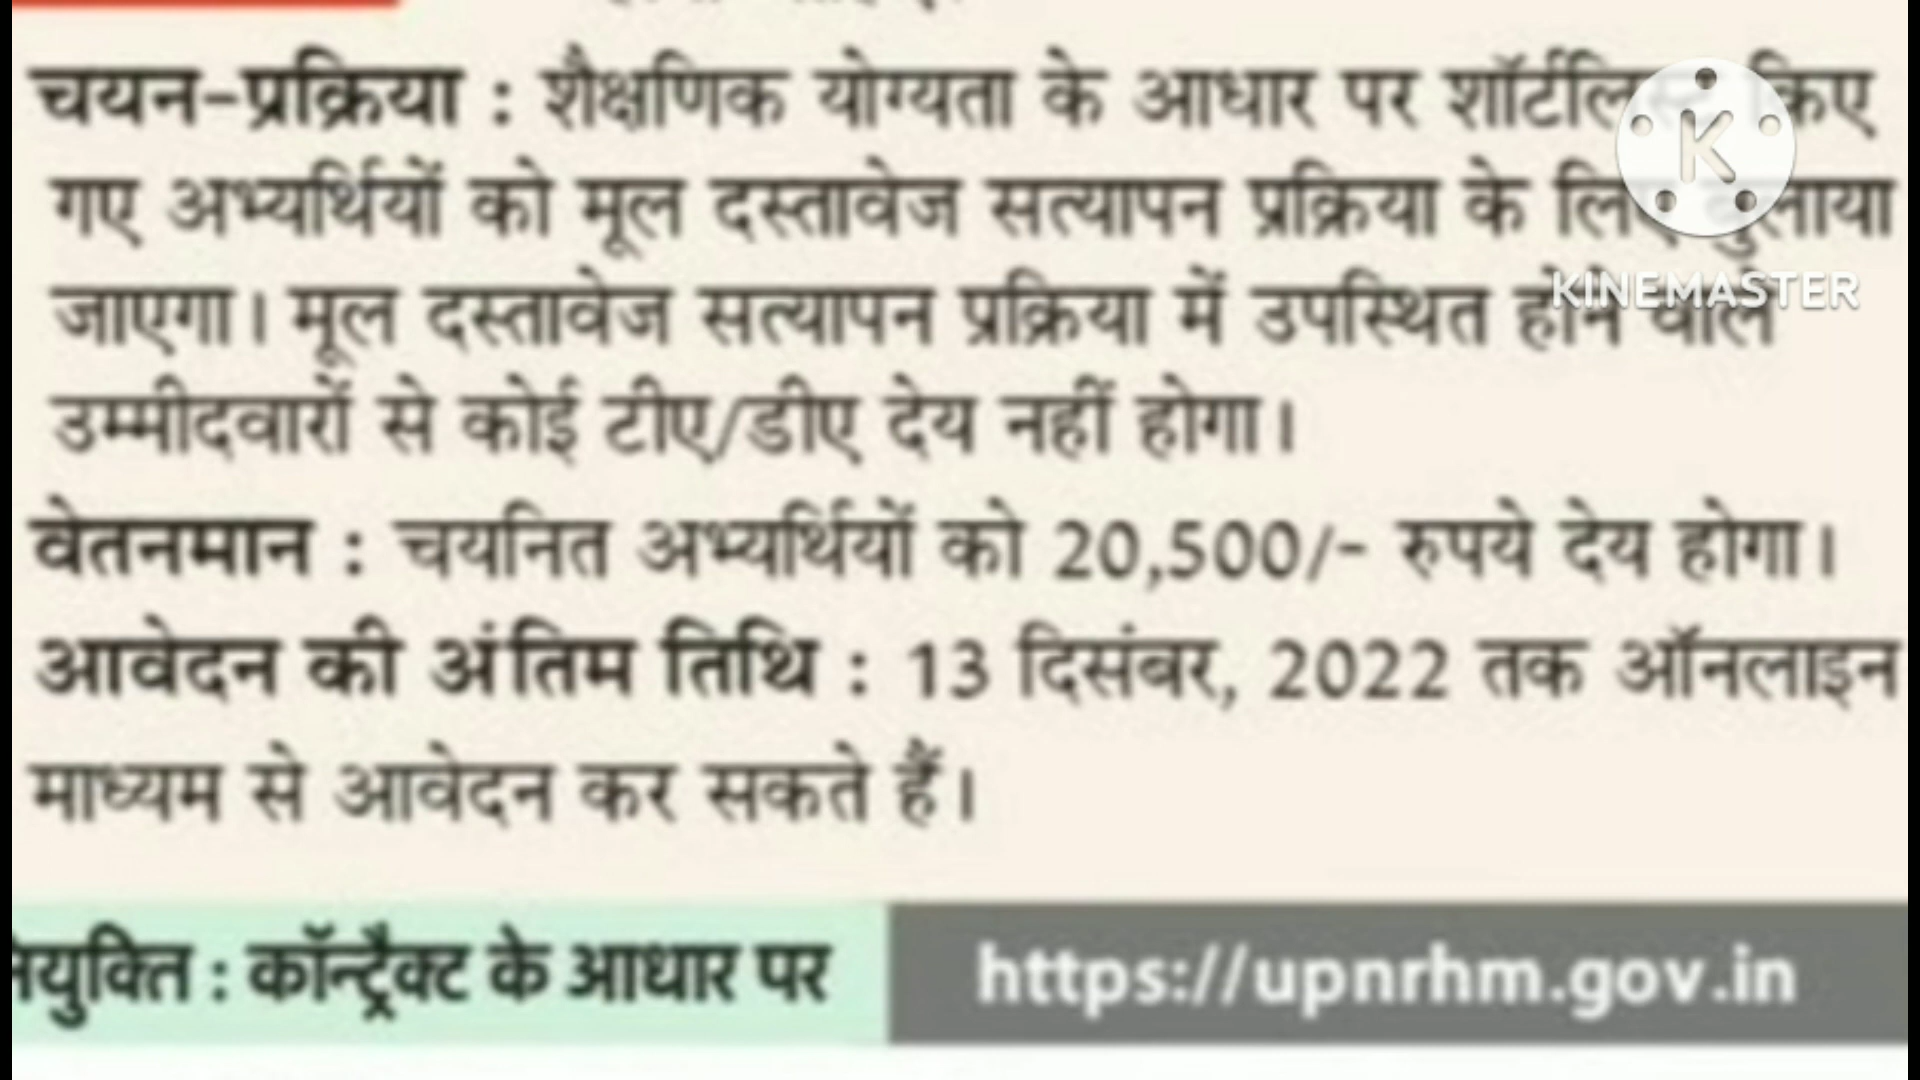 चयन-प्रक्रिया : शैक्षणिक योग्यता के आधार पर शॉर्टलिस्ट किए
गए अभ्यर्थियों को मूल दस्तावेज सत्यापन प्रक्रिया के लिए बुलाया
जाएगा। मूल दस्तावेज सत्यापन प्रक्रिया में उपस्थित होने वाले
उम्मीदवारों से कोई टीए/डीए देय नहीं होगा।
वेतनमान : चयनित अभ्यर्थियों को 20,500/- रुपये देय होगा।
आवेदन की अंतिम तिथि : 13 दिसंबर, 2022 तक ऑनलाइन
माध्यम से आवेदन कर सकते हैं।
नियुक्ति : कॉन्ट्रैक्ट के आधार पर
https://upnrhm.gov.in
K
KINEMASTER